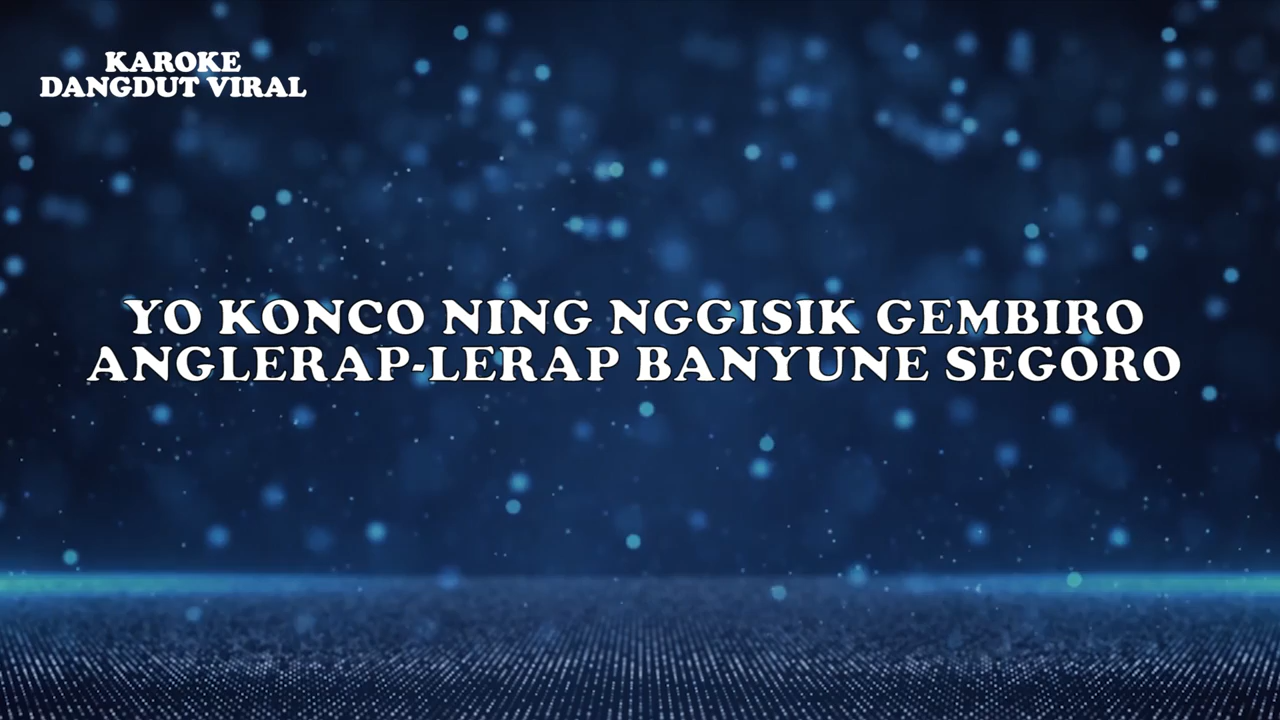 KAROKE
DANGDUT VIRAL
YO KONCO NING NGGISIK GEMBIRO
ANGLERAP-LERAP BANYUNE SEGORO